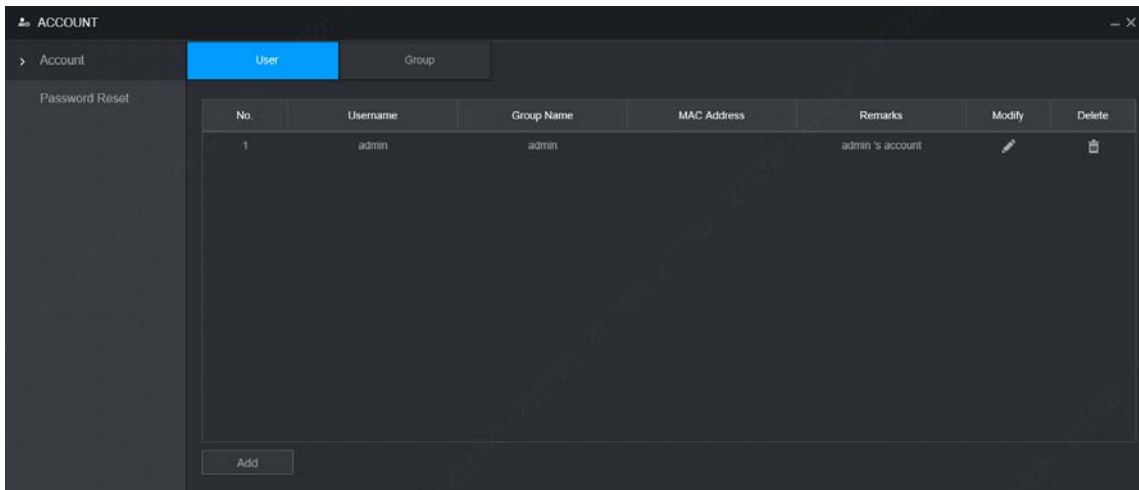 ACCOUNT
Account
User
Group
Password Reset
No. Username Group Name MAC Address Remarks Modify Delete
1 admin admin admin 's account
Add